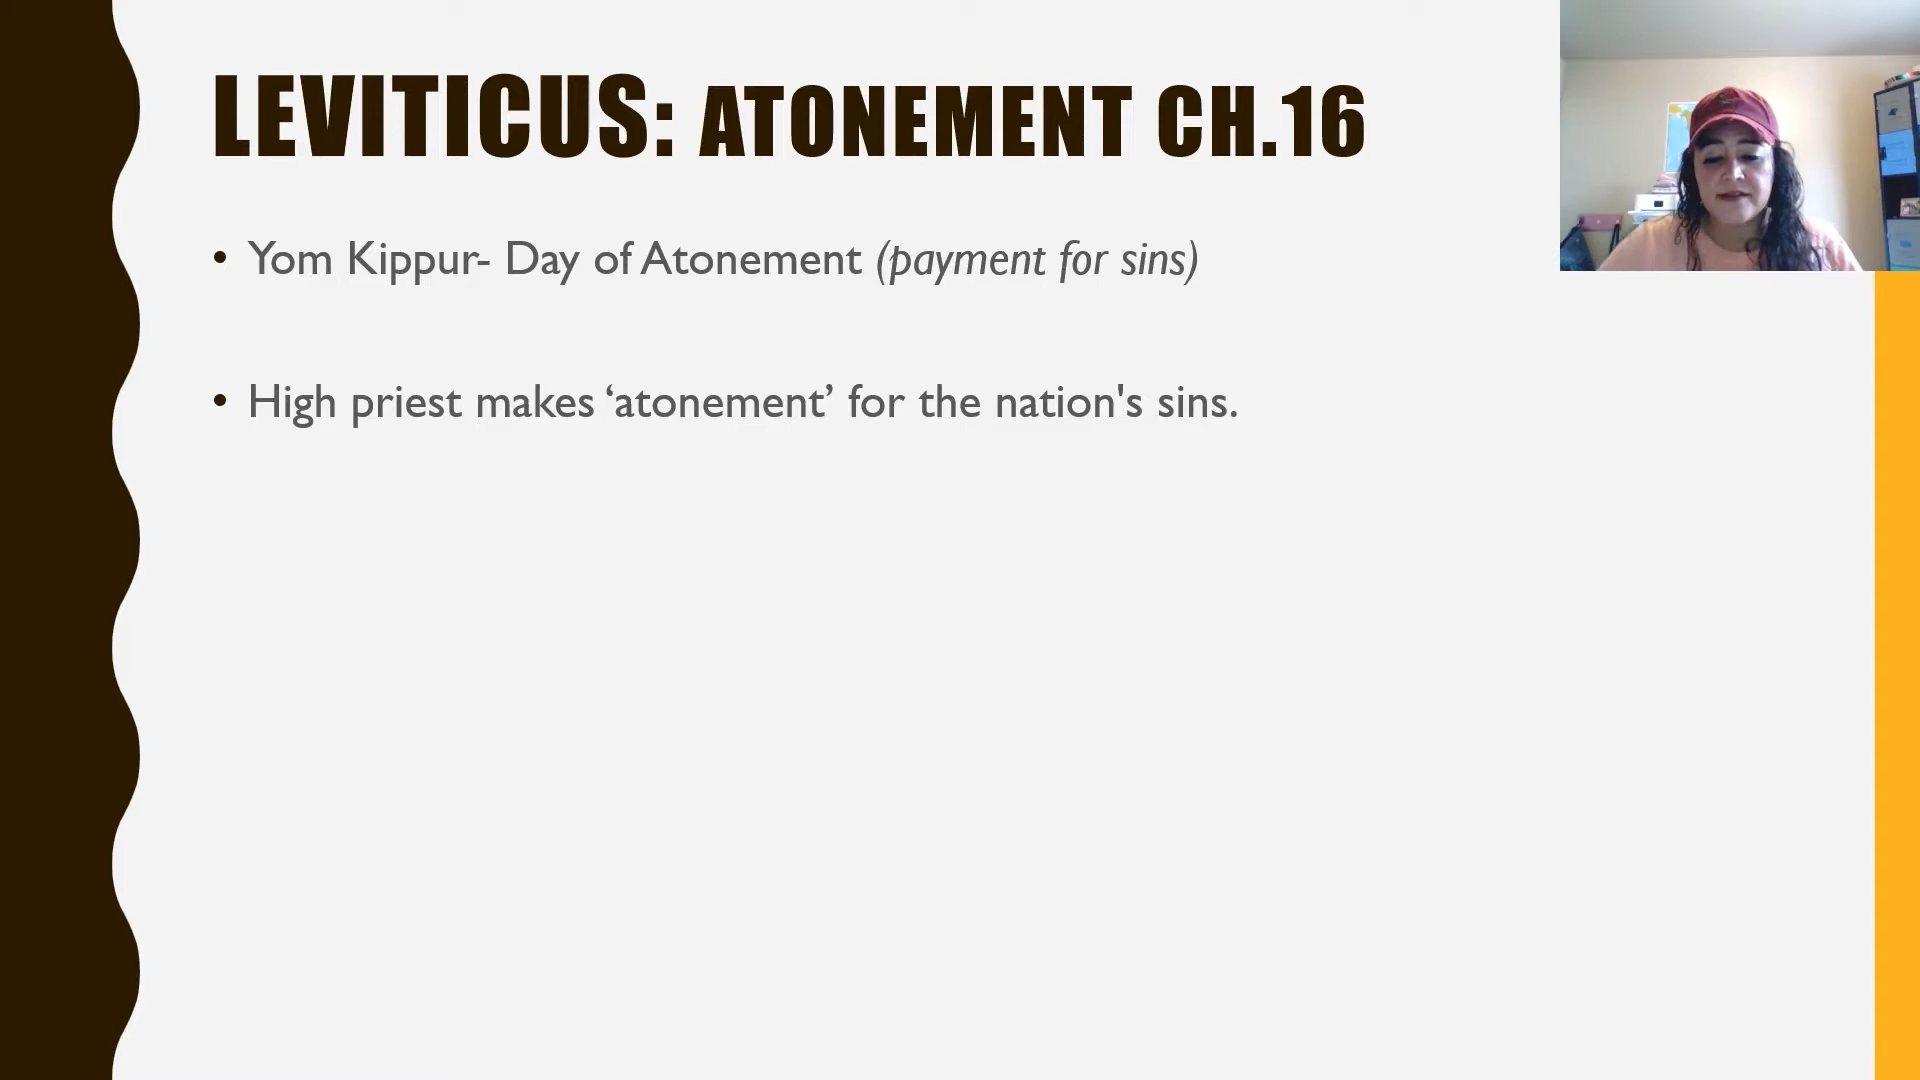 LEVITICUS: ATONEMENT CH.16
• Yom Kippur- Day of Atonement (payment for sins)
• High priest makes ‘atonement’ for the nation's sins.